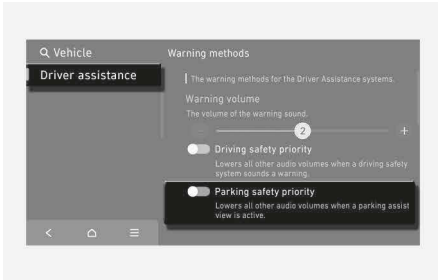 Vehicle
Warning methods
Driver assistance
The warning methods for the Driver Assistance systems.
Warning volume
The volume of the warning sound.
2
Driving safety priority
Lowers all other audio volumes when a driving safety
system sounds a warning.
Parking safety priority
Lowers all other audio volumes when a parking assist
view is active.